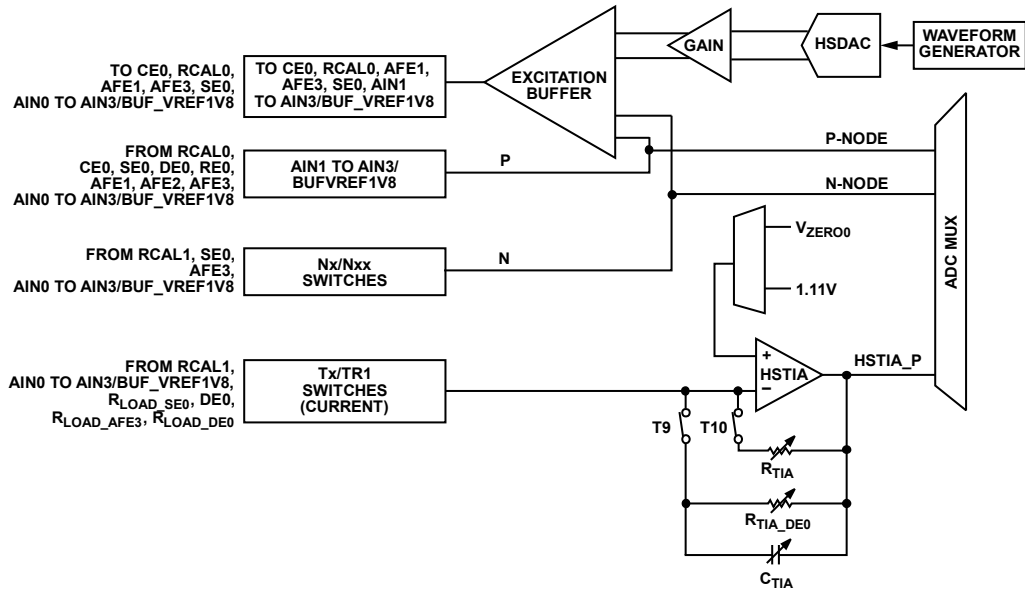 WAVEFORM
GENERATOR
HSDAC
GAIN
EXCITATION
BUFFER
TO CE0, RCAL0,
AFE1, AFE3, SE0,
AIN0 TO AIN3/BUF_VREF1V8
TO CE0, RCAL0, AFE1,
AFE3, SE0, AIN1
TO AIN3/BUF_VREF1V8
FROM RCAL0,
CE0, SE0, DE0, RE0,
AFE1, AFE2, AFE3,
AIN0 TO AIN3/BUF_VREF1V8
AIN1 TO AIN3/
BUFVREF1V8
P
P-NODE
N-NODE
FROM RCAL1, SE0,
AFE3,
AIN0 TO AIN3/BUF_VREF1V8
Nx/Nxx
SWITCHES
N
VZERO0
1.11V
ADC MUX
FROM RCAL1,
AIN0 TO AIN3/BUF_VREF1V8,
RLOAD_SE0, DE0,
RLOAD_AFE3, RLOAD_DE0
Tx/TR1
SWITCHES
(CURRENT)
+
HSTIA
−
HSTIA_P
T9
T10
RTIA
RTIA_DE0
CTIA